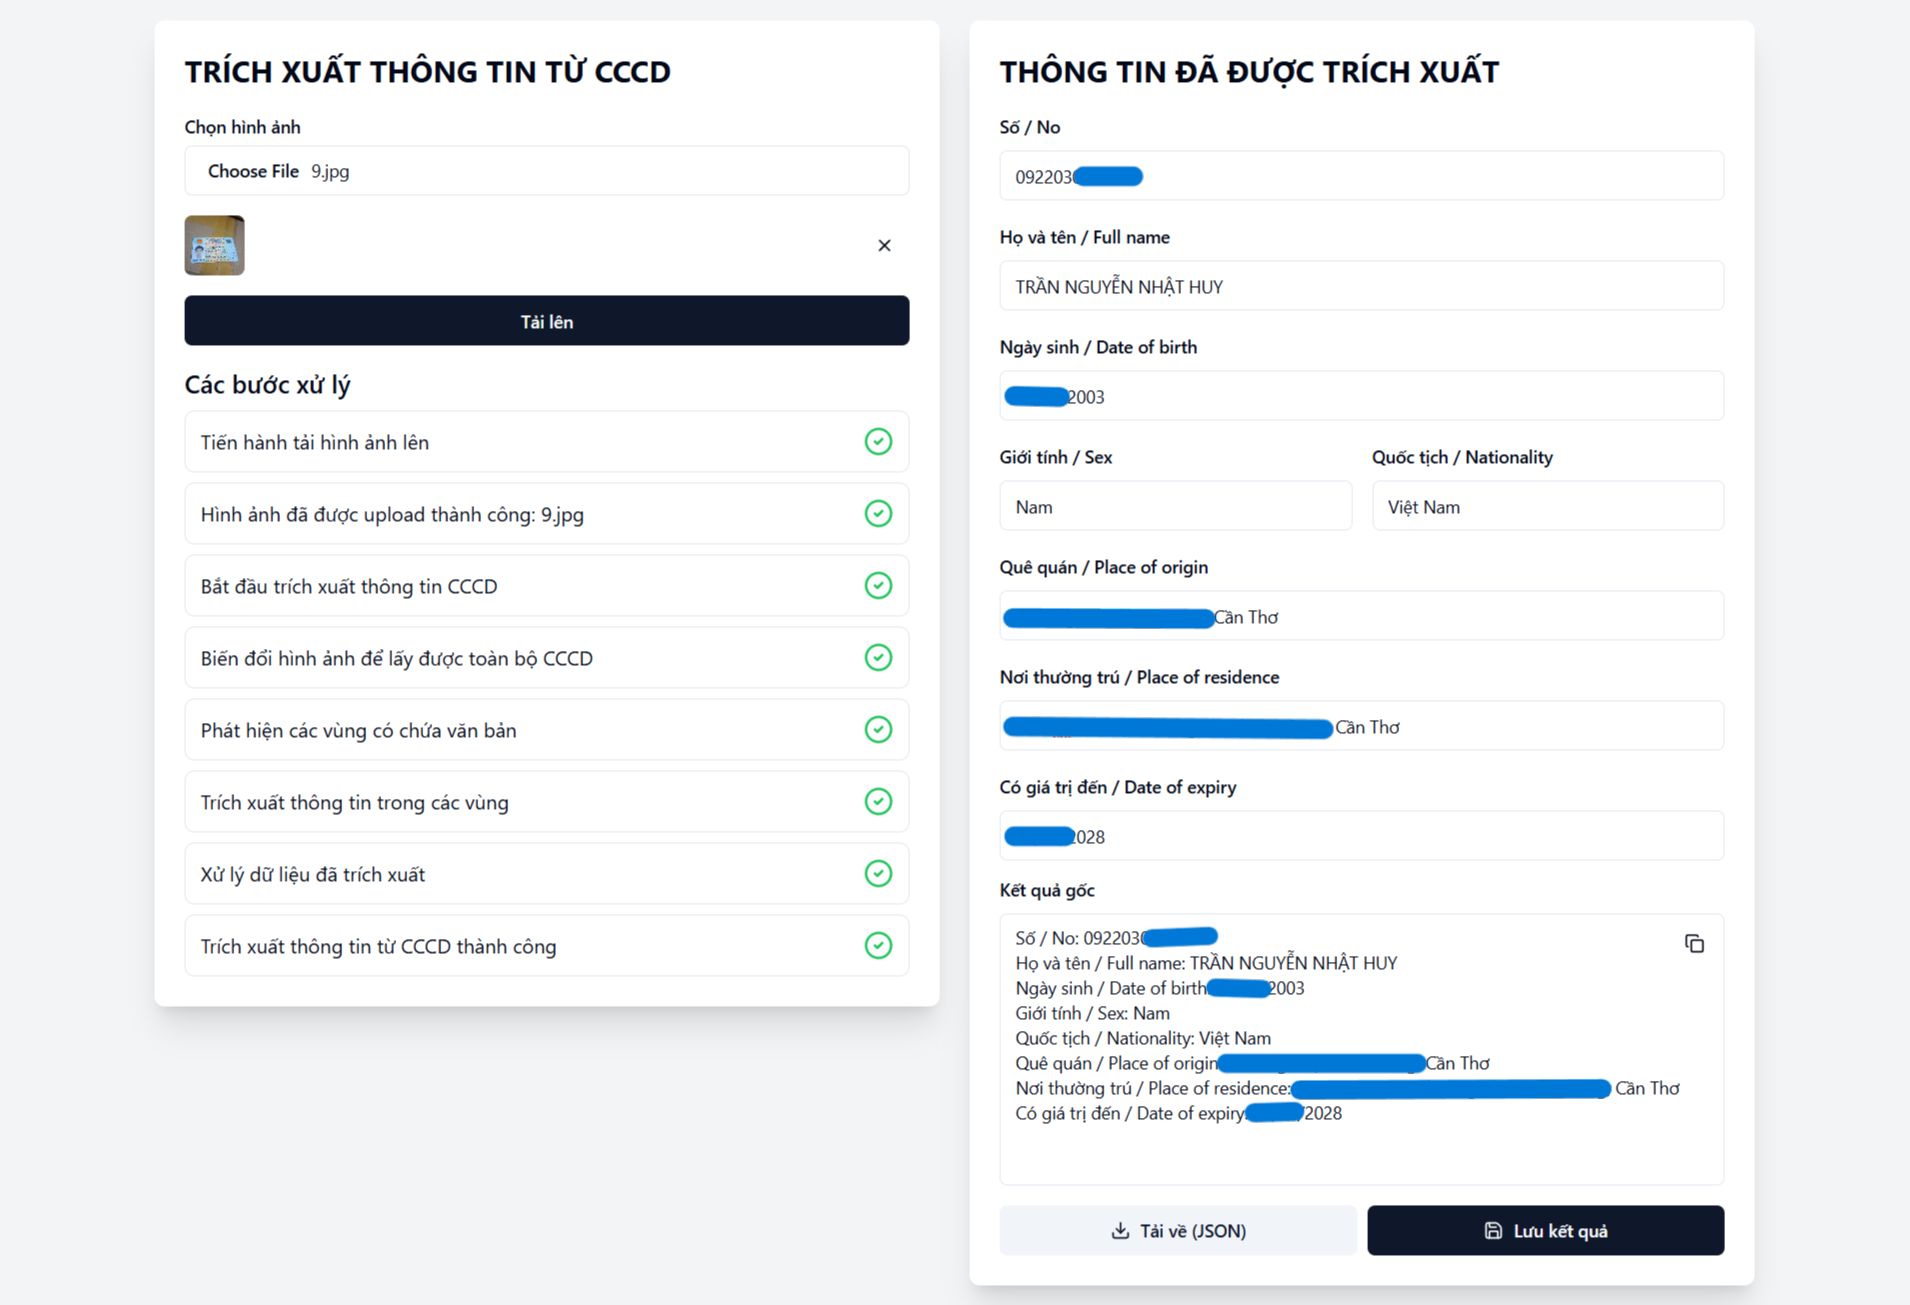 TRÍCH XUẤT THÔNG TIN TỪ CCCD
Chọn hình ảnh
Choose File 9.jpg
Tải lên
Các bước xử lý
Tiến hành tải hình ảnh lên
Hình ảnh đã được upload thành công: 9.jpg
Bắt đầu trích xuất thông tin CCCD
Biến đổi hình ảnh để lấy được toàn bộ CCCD
Phát hiện các vùng có chứa văn bản
Trích xuất thông tin trong các vùng
Xử lý dữ liệu đã trích xuất
Trích xuất thông tin từ CCCD thành công
THÔNG TIN ĐÃ ĐƯỢC TRÍCH XUẤT
Số / No
092203
Họ và tên / Full name
TRẦN NGUYỄN NHẬT HUY
Ngày sinh / Date of birth
2003
Giới tính / Sex
Nam
Quốc tịch / Nationality
Việt Nam
Quê quán / Place of origin
Cần Thơ
Nơi thường trú / Place of residence
Cần Thơ
Có giá trị đến / Date of expiry
2028
Kết quả gốc
Số / No: 092203
Họ và tên / Full name: TRẦN NGUYỄN NHẬT HUY
Ngày sinh / Date of birth 2003
Giới tính / Sex: Nam
Quốc tịch / Nationality: Việt Nam
Quê quán / Place of origin Cần Thơ
Nơi thường trú / Place of residence: Cần Thơ
Có giá trị đến / Date of expiry /2028
Tải về (JSON)
Lưu kết quả